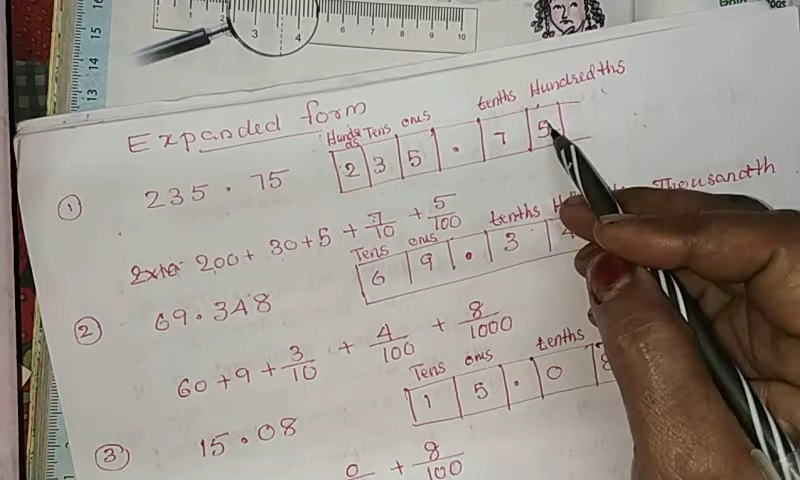 Expanded form
Hundreds Tens ones tenths Hundredths
① 235.75 2 3 5 . 7 5
200+ 30+5 + 7/10 + 5/100
Tens ones tenths Thousandth
② 69.348 6 9 . 3 4
60+9 + 3/10 + 4/100 + 8/1000
Tens ones tenths
③ 15.08 1 5 . 0 8
0 + 8/100